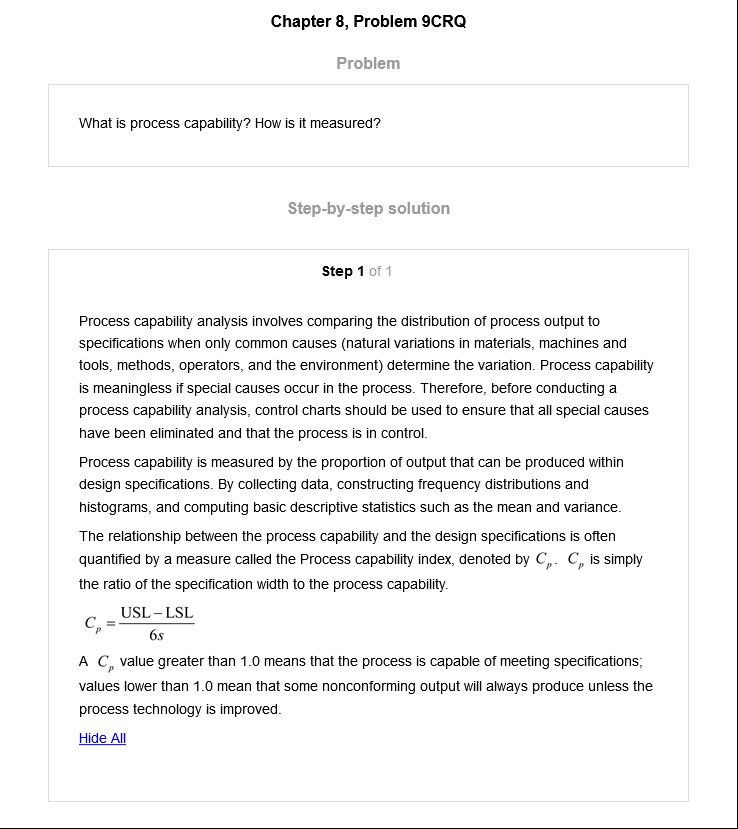 Chapter 8, Problem 9CRQ
Problem
What is process capability? How is it measured?
Step-by-step solution
Step 1 of 1
Process capability analysis involves comparing the distribution of process output to
specifications when only common causes (natural variations in materials, machines and
tools, methods, operators, and the environment) determine the variation. Process capability
is meaningless if special causes occur in the process. Therefore, before conducting a
process capability analysis, control charts should be used to ensure that all special causes
have been eliminated and that the process is in control.
Process capability is measured by the proportion of output that can be produced within
design specifications. By collecting data, constructing frequency distributions and
histograms, and computing basic descriptive statistics such as the mean and variance.
The relationship between the process capability and the design specifications is often
quantified by a measure called the Process capability index, denoted by Cp. Cp is simply
the ratio of the specification width to the process capability.
Cp = USL – LSL
6s
A Cp value greater than 1.0 means that the process is capable of meeting specifications;
values lower than 1.0 mean that some nonconforming output will always produce unless the
process technology is improved.
Hide All